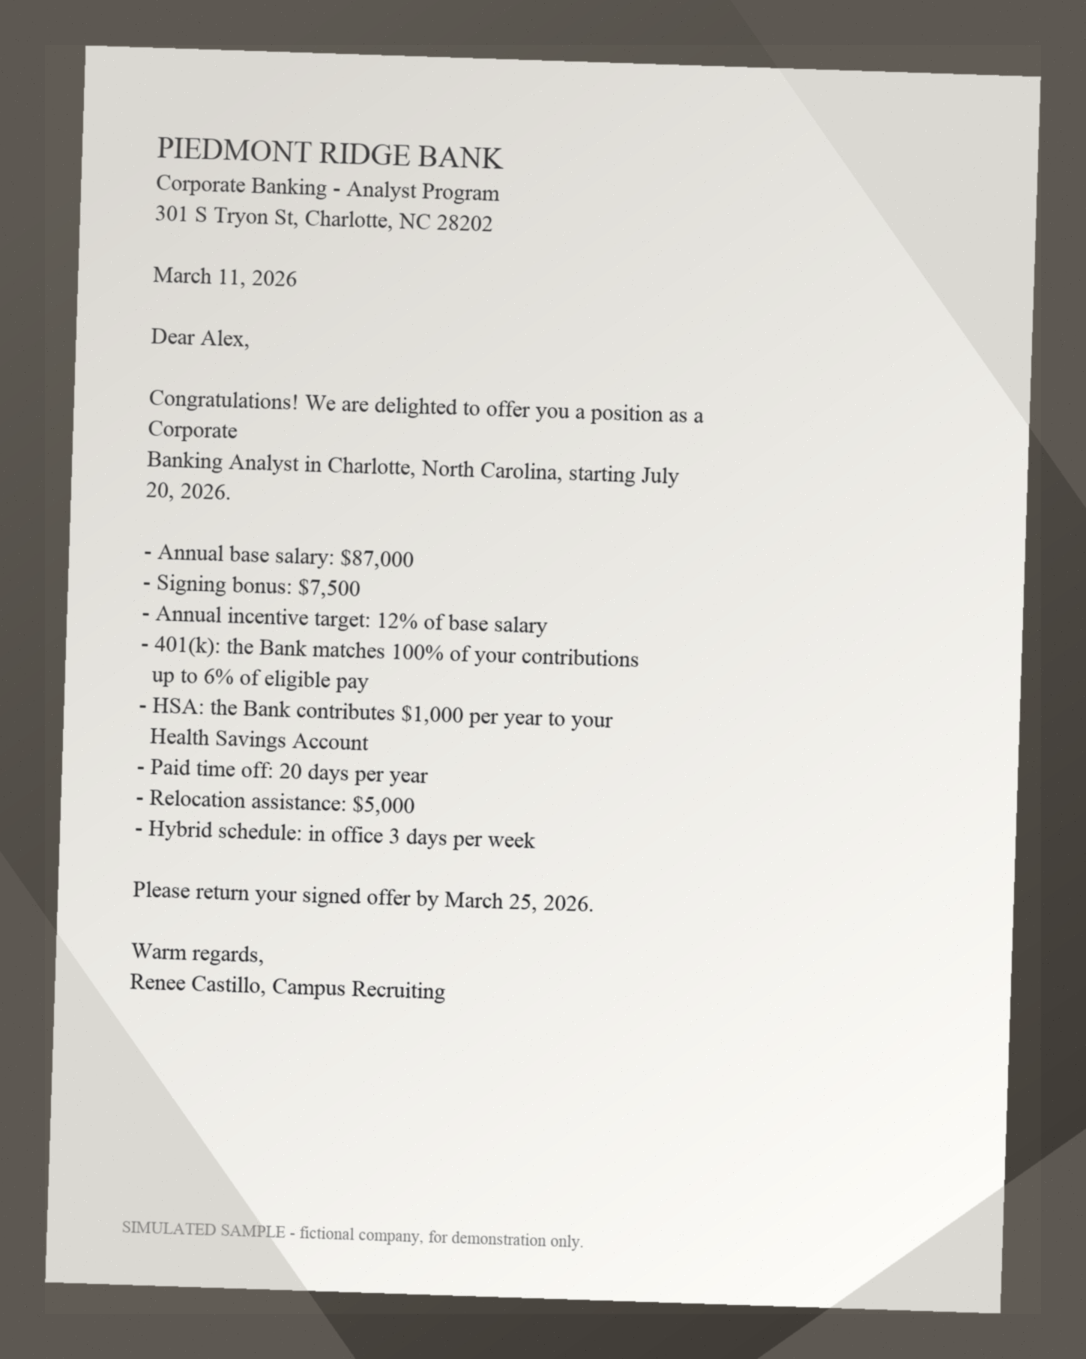 PIEDMONT RIDGE BANK
Corporate Banking - Analyst Program
301 S Tryon St, Charlotte, NC 28202
March 11, 2026
Dear Alex,
Congratulations! We are delighted to offer you a position as a
Corporate
Banking Analyst in Charlotte, North Carolina, starting July
20, 2026.
- Annual base salary: $87,000
- Signing bonus: $7,500
- Annual incentive target: 12% of base salary
- 401(k): the Bank matches 100% of your contributions
up to 6% of eligible pay
- HSA: the Bank contributes $1,000 per year to your
Health Savings Account
- Paid time off: 20 days per year
- Relocation assistance: $5,000
- Hybrid schedule: in office 3 days per week
Please return your signed offer by March 25, 2026.
Warm regards,
Renee Castillo, Campus Recruiting
SIMULATED SAMPLE - fictional company, for demonstration only.